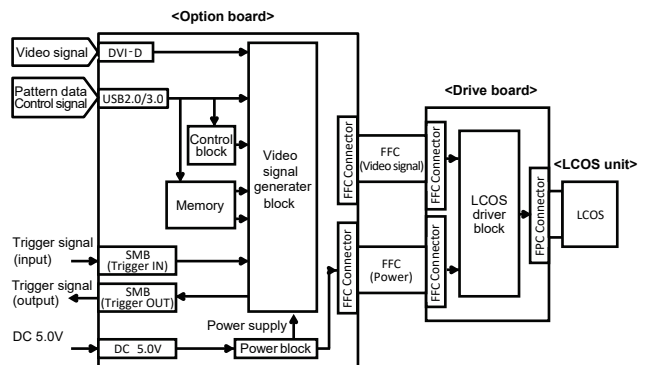 <Option board>
Video signal
DVI-D
Pattern data
Control signal
USB2.0/3.0
Control
block
Memory
Video
signal
generater
block
Trigger signal
(input)
SMB
(Trigger IN)
Trigger signal
(output)
SMB
(Trigger OUT)
DC 5.0V
DC 5.0V
Power supply
Power block
FFC Connector
FFC
(Video signal)
FFC Connector
FFC Connector
FFC
(Power)
FFC Connector
<Drive board>
LCOS
driver
block
FPC Connector
<LCOS unit>
LCOS